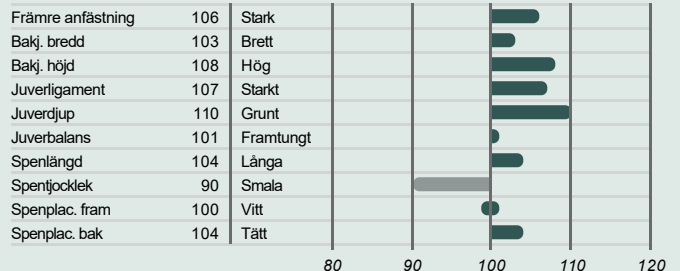 Främre anfästning 106 Stark
Bakj. bredd 103 Brett
Bakj. höjd 108 Hög
Juverligament 107 Starkt
Juverdjup 110 Grunt
Juverbalans 101 Framtungt
Spenlängd 104 Långa
Spentjocklek 90 Smala
Spenplac. fram 100 Vitt
Spenplac. bak 104 Tätt
80 90 100 110 120